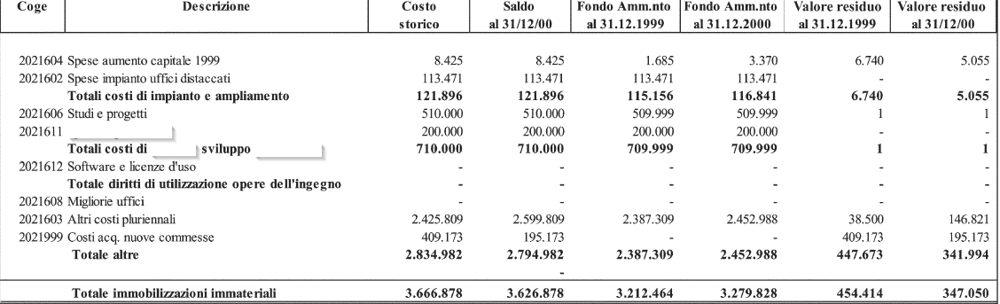 Coge Descrizione Costo Saldo Fondo Amm.nto Fondo Amm.nto Valore residuo Valore residuo
storico al 31/12/00 al 31.12.1999 al 31.12.2000 al 31.12.1999 al 31/12/00
2021604 Spese aumento capitale 1999 8.425 8.425 1.685 3.370 6.740 5.055
2021602 Spese impianto uffici distaccati 113.471 113.471 113.471 113.471 - -
Totali costi di impianto e ampliamento 121.896 121.896 115.156 116.841 6.740 5.055
2021606 Studi e progetti 510.000 510.000 509.999 509.999 1 1
2021611 200.000 200.000 200.000 200.000 - -
Totali costi di sviluppo 710.000 710.000 709.999 709.999 1 1
2021612 Software e licenze d'uso - - - - - -
Totale diritti di utilizzazione opere dell'ingegno - - - - - -
2021608 Migliorie uffici - - - - - -
2021603 Altri costi pluriennali 2.425.809 2.599.809 2.387.309 2.452.988 38.500 146.821
2021999 Costi acq. nuove commesse 409.173 195.173 - - 409.173 195.173
Totale altre 2.834.982 2.794.982 2.387.309 2.452.988 447.673 341.994
-
Totale immobilizzazioni immateriali 3.666.878 3.626.878 3.212.464 3.279.828 454.414 347.050